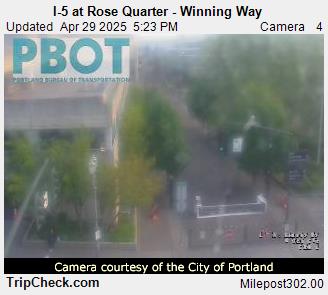 I-5 at Rose Quarter - Winning Way
Updated Apr 29 2025 5:23 PM Camera 4
PBOT
PORTLAND BUREAU OF TRANSPORTATION
Camera courtesy of the City of Portland
TripCheck.com Milepost302.00